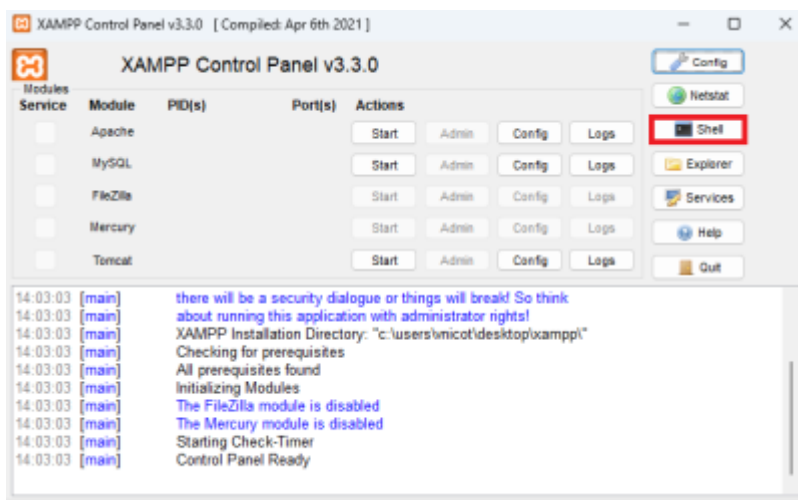 XAMPP Control Panel v3.3.0 [ Compiled: Apr 6th 2021 ]
XAMPP Control Panel v3.3.0
Config
Netstat
Shell
Explorer
Services
Help
Quit
Modules
Service Module PID(s) Port(s) Actions
Apache Start Admin Config Logs
MySQL Start Admin Config Logs
FileZilla Start Admin Config Logs
Mercury Start Admin Config Logs
Tomcat Start Admin Config Logs
14:03:03 [main] there will be a security dialogue or things will break! So think
14:03:03 [main] about running this application with administrator rights!
14:03:03 [main] XAMPP Installation Directory: "c:\users\vnicot\desktop\xampp\"
14:03:03 [main] Checking for prerequisites
14:03:03 [main] All prerequisites found
14:03:03 [main] Initializing Modules
14:03:03 [main] The FileZilla module is disabled
14:03:03 [main] The Mercury module is disabled
14:03:03 [main] Starting Check-Timer
14:03:03 [main] Control Panel Ready